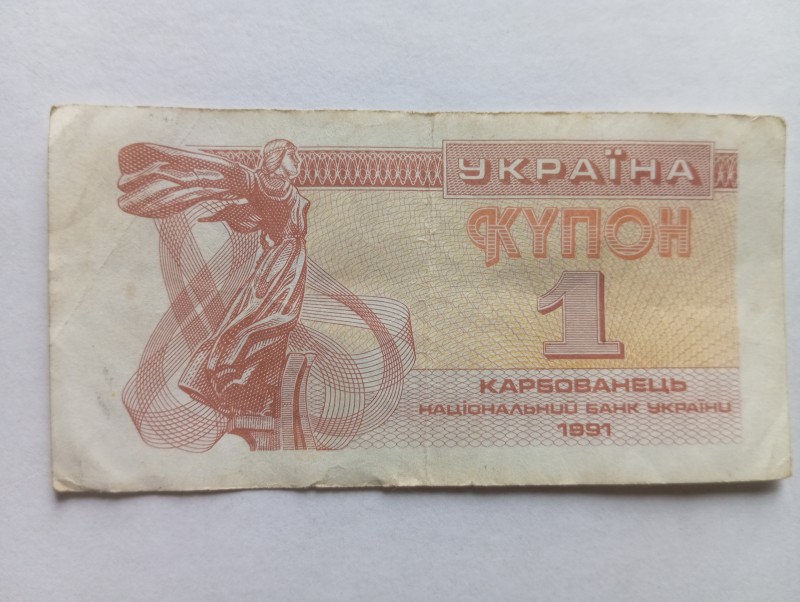 УКРАЇНА
КУПОН
1
КАРБОВАНЕЦЬ
НАЦІОНАЛЬНИЙ БАНК УКРАЇНИ
1991